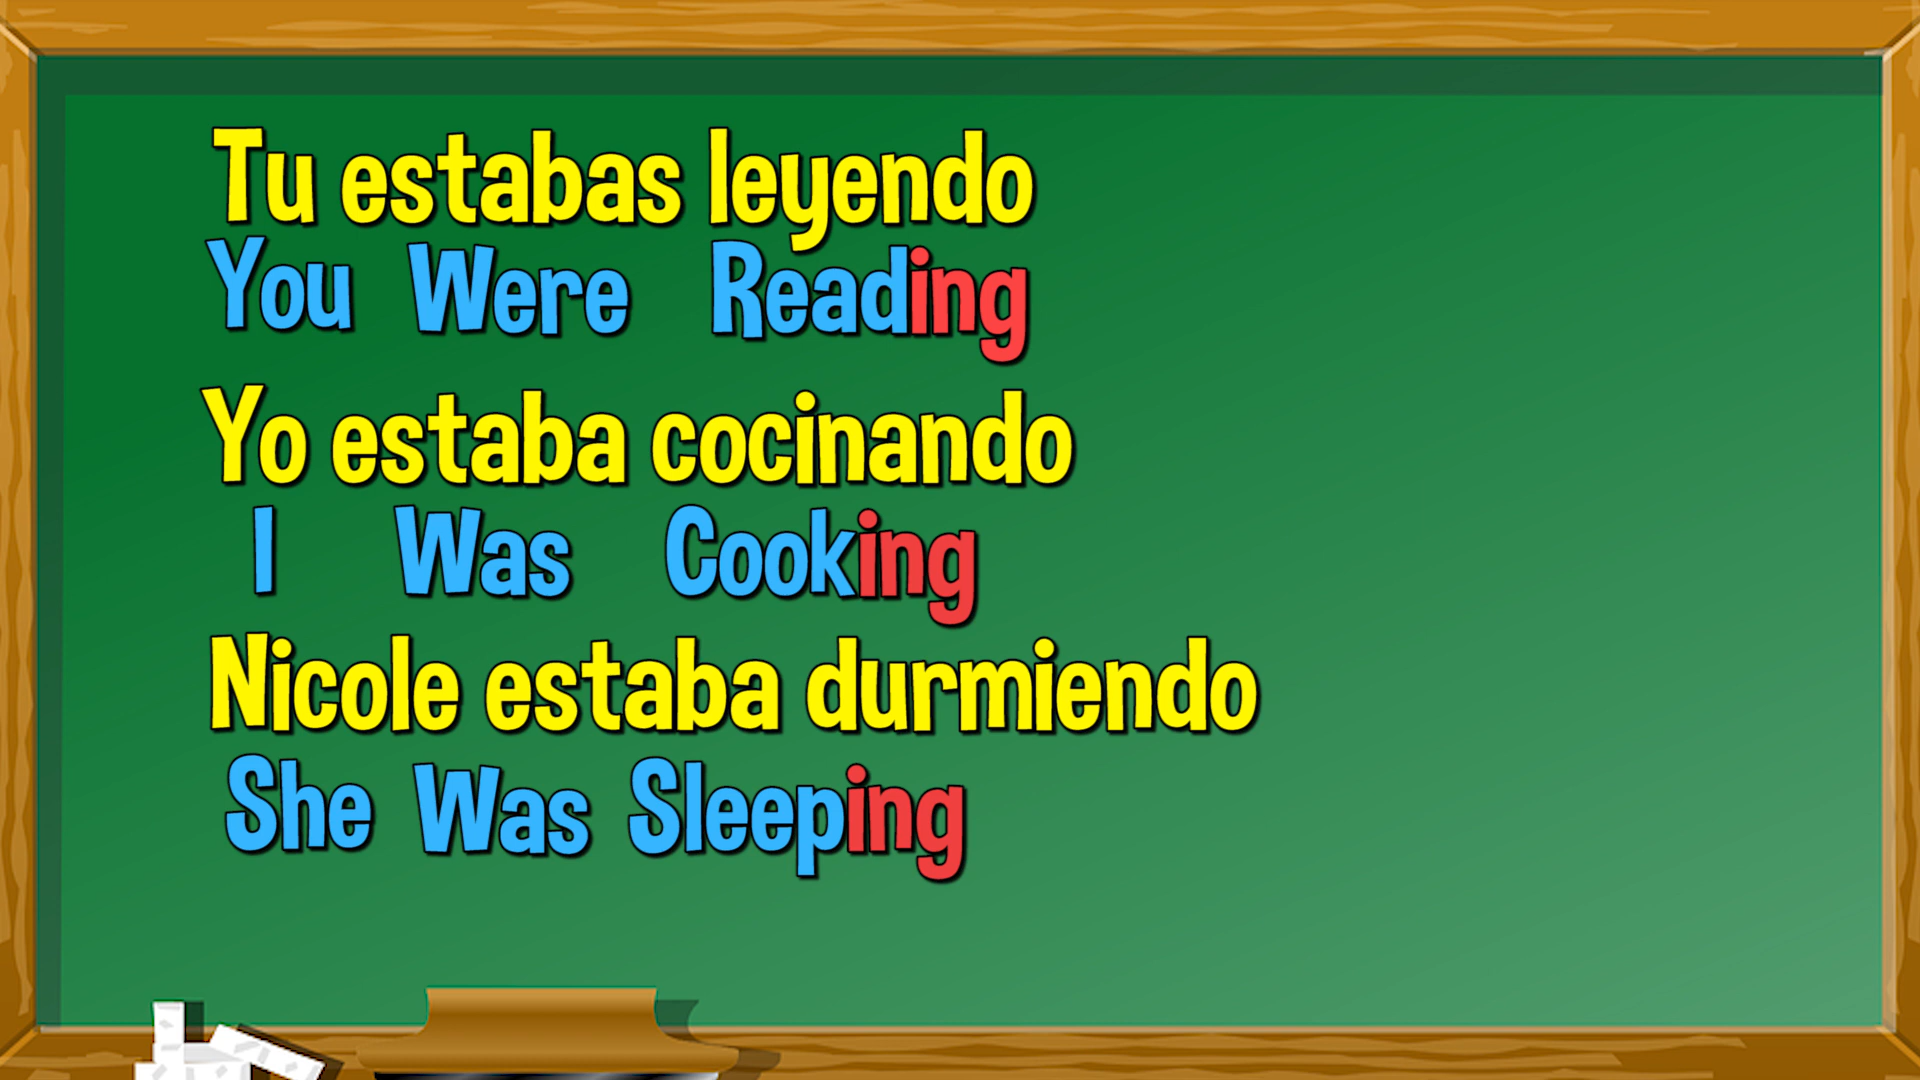 Tu estabas leyendo
You Were Reading
Yo estaba cocinando
I Was Cooking
Nicole estaba durmiendo
She Was Sleeping